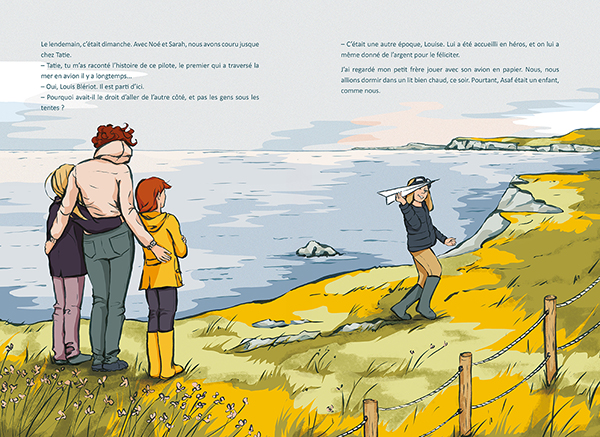 Le lendemain, c'était dimanche. Avec Noé et Sarah, nous avons couru jusque
chez Tatie.
– Tatie, tu m'as raconté l'histoire de ce pilote, le premier qui a traversé la
mer en avion il y a longtemps...
– Oui, Louis Blériot. Il est parti d'ici.
– Pourquoi avait-il le droit d'aller de l'autre côté, et pas les gens sous les
tentes ?
– C'était une autre époque, Louise. Lui a été accueilli en héros, et on lui a
même donné de l'argent pour le féliciter.
J'ai regardé mon petit frère jouer avec son avion en papier. Nous, nous
allions dormir dans un lit bien chaud, ce soir. Pourtant, Asaf était un enfant,
comme nous.